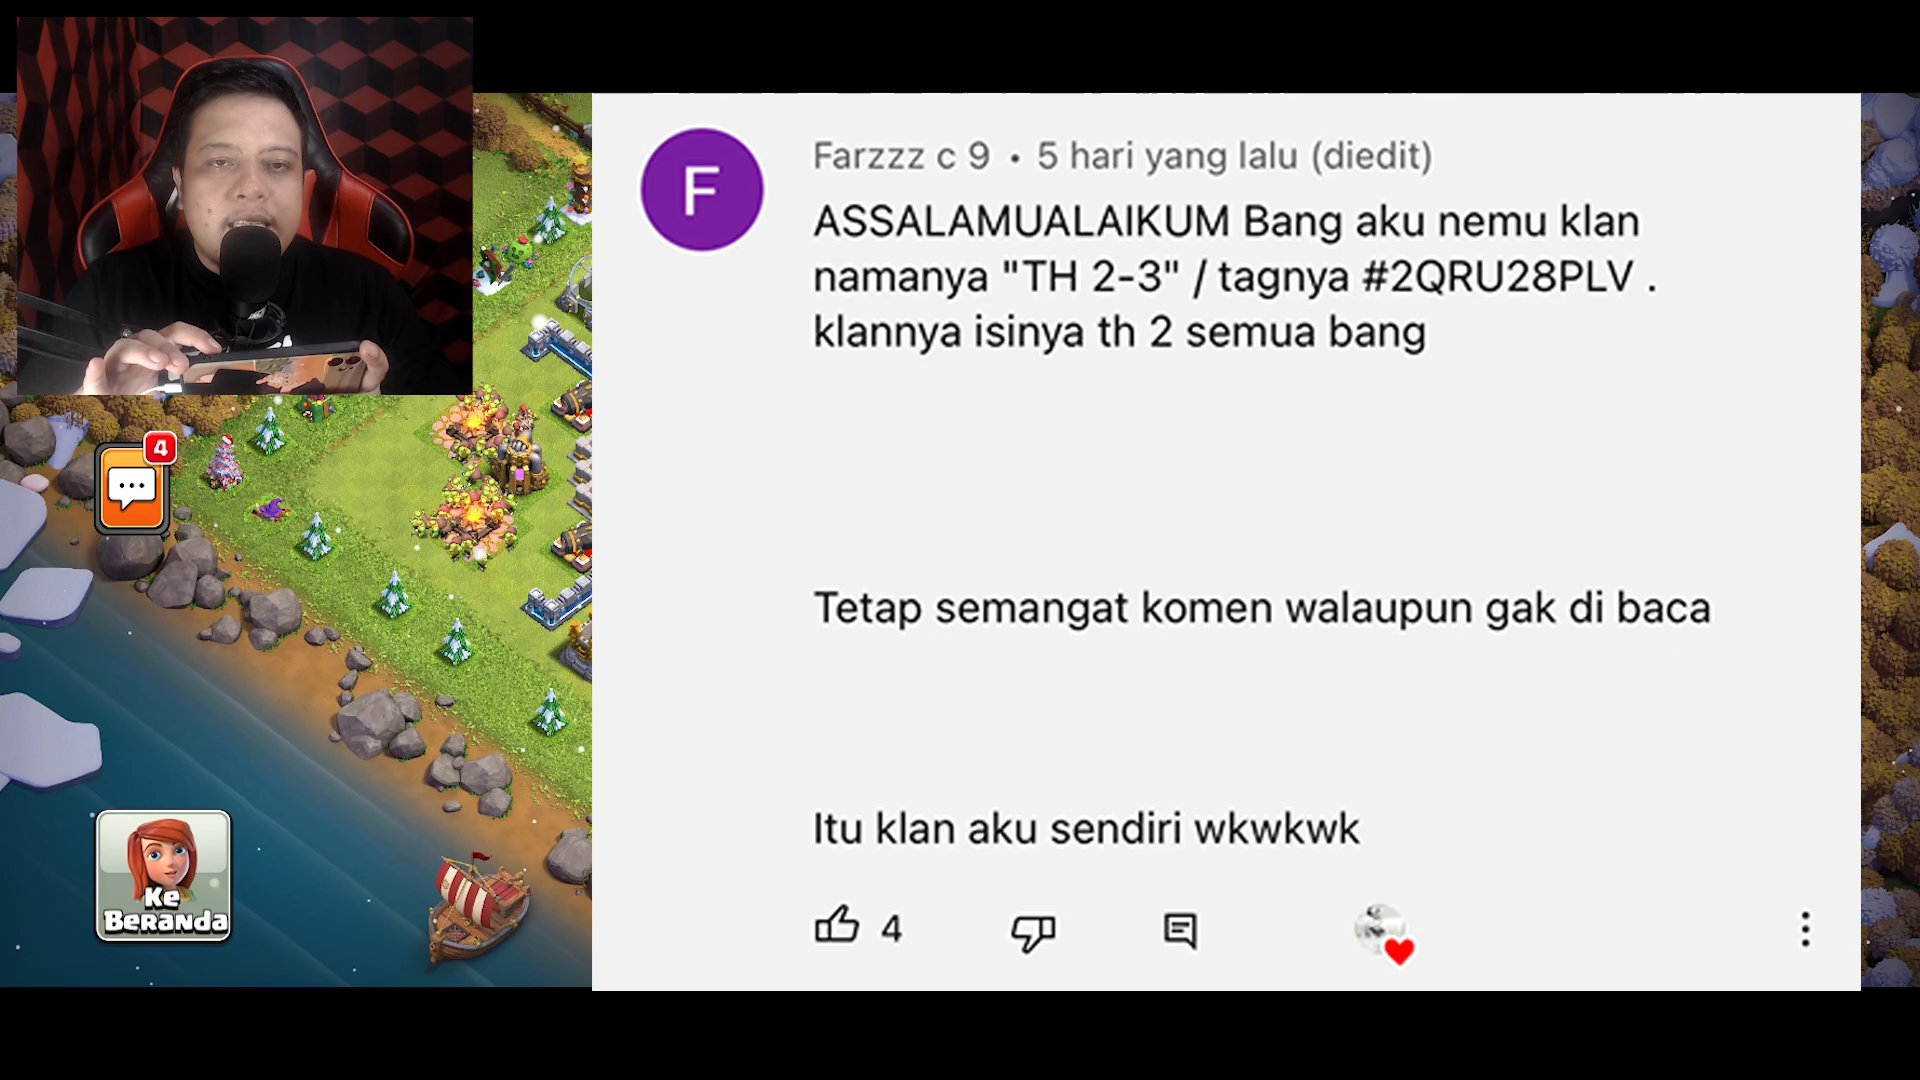 Farzzz c 9 • 5 hari yang lalu (diedit)
F
ASSALAMUALAIKUM Bang aku nemu klan
namanya "TH 2-3" / tagnya #2QRU28PLV .
klannya isinya th 2 semua bang
4
Tetap semangat komen walaupun gak di baca
Itu klan aku sendiri wkwkwk
Ke
Beranda
4